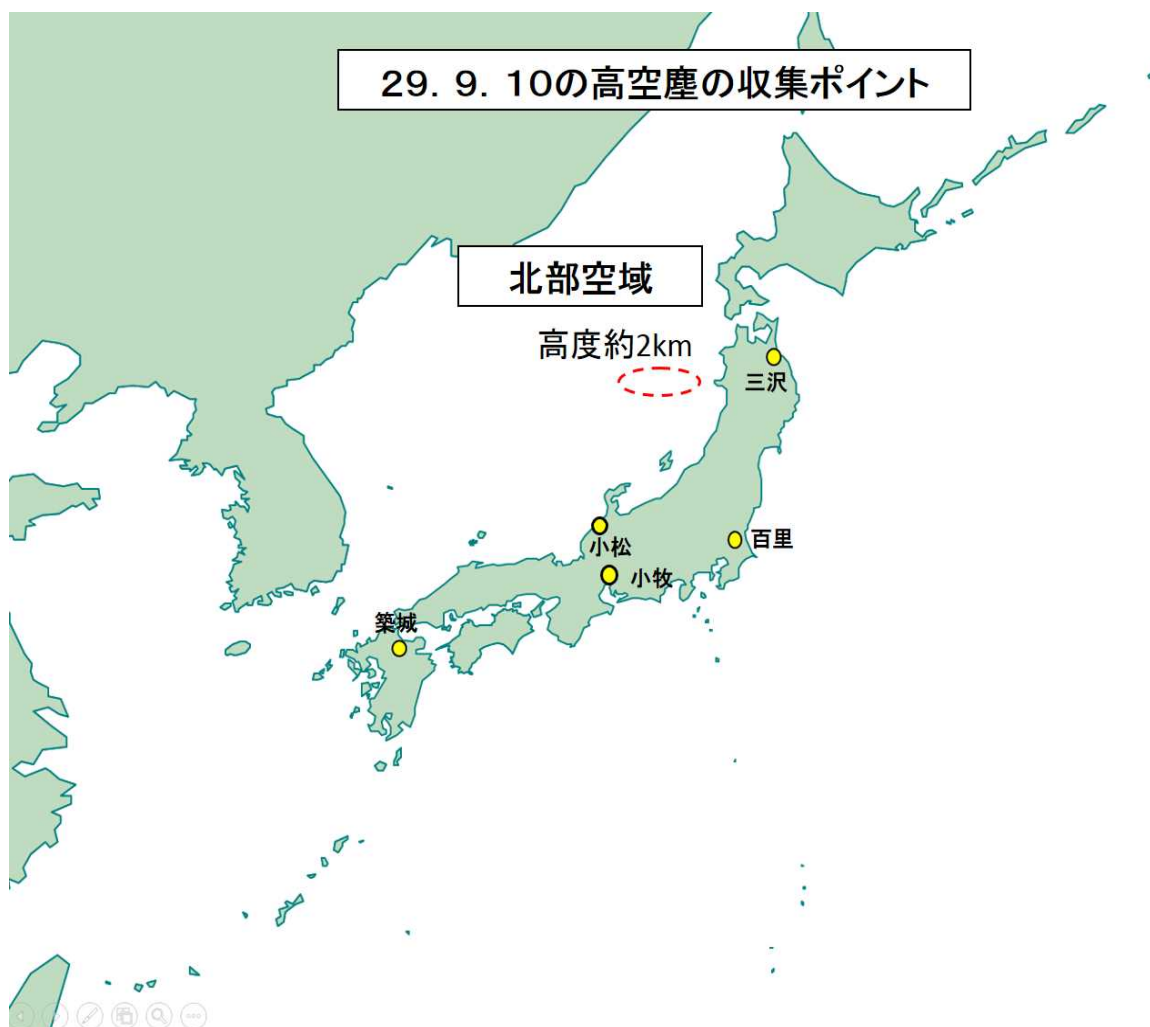 29. 9. 10の高空塵の収集ポイント
北部空域
高度約2km
三沢
小松
百里
小牧
築城